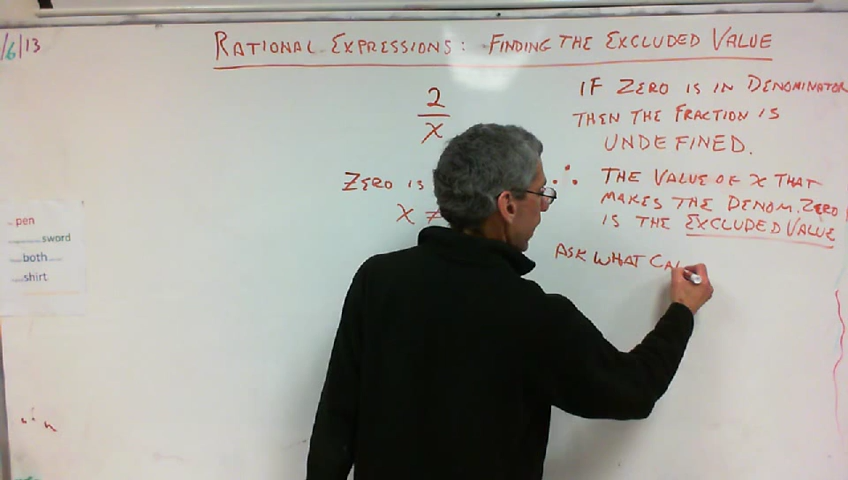 /6/13
RATIONAL EXPRESSIONS: FINDING THE EXCLUDED VALUE
2
x
ZERO IS
x ≠
IF ZERO IS IN DENOMINATOR
THEN THE FRACTION IS
UNDEFINED.
∴ THE VALUE OF x THAT
MAKES THE DENOM. ZERO
IS THE EXCLUDED VALUE
ASK WHAT CA
pen
sword
both
shirt